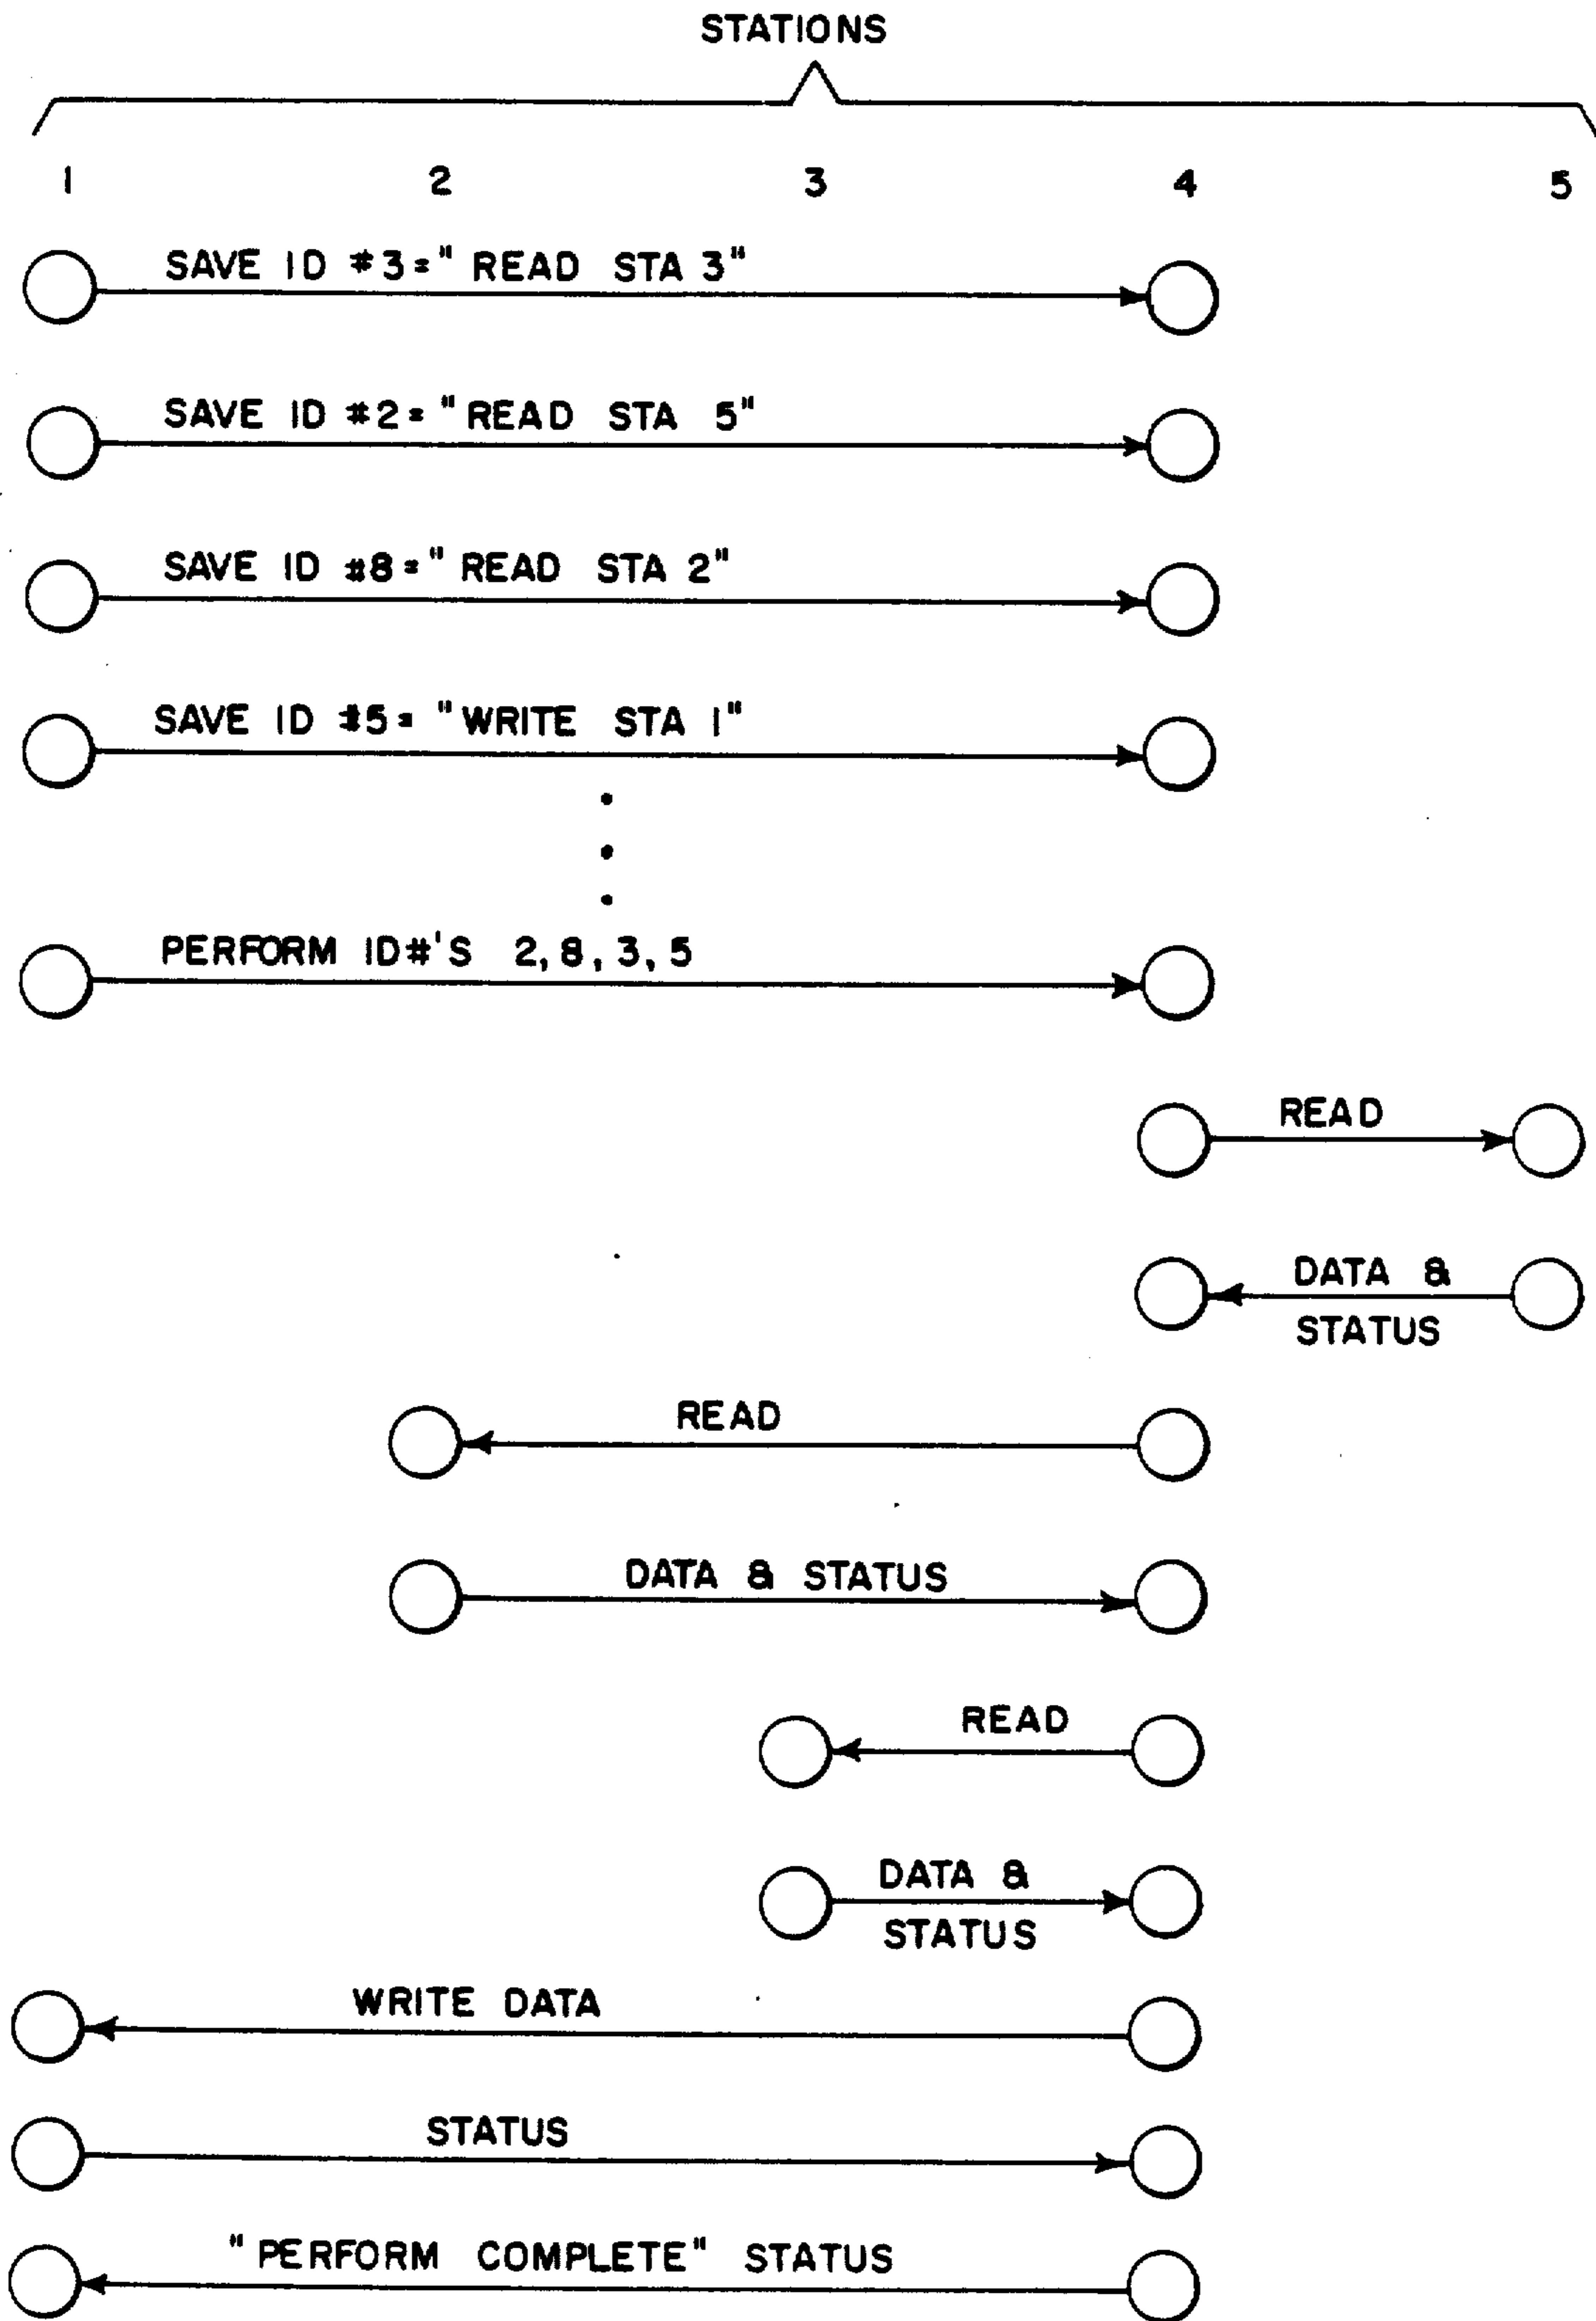 STATIONS
1 2 3 4 5
SAVE ID #3="READ STA 3"
SAVE ID #2="READ STA 5"
SAVE ID #8="READ STA 2"
SAVE ID #5="WRITE STA 1"
PERFORM ID#'S 2,8,3,5
READ
DATA &
STATUS
READ
DATA & STATUS
READ
DATA &
STATUS
WRITE DATA
STATUS
"PERFORM COMPLETE" STATUS